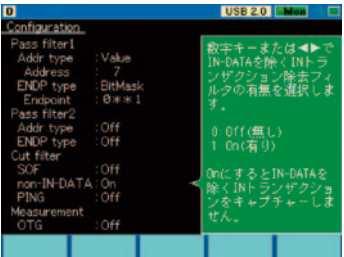 0
USB 2.0
Mon
Configuration
Pass filter1
Addr type : Value
Address : 7
ENDP type : BitMask
Endpoint : 0**1
Pass filter2
Addr type : Off
ENDP type : Off
Cut filter
SOF : Off
non-IN-DATA : On
PING : Off
Measurement
OTG : Off
数字キーまたは◀▶で
IN-DATAを除くINトラ
ンザクション除去フィ
ルタの有無を選択しま
す。
0 Off(無し)
1 On(有り)
OnにするとIN-DATAを
除くINトランザクショ
ンをキャプチャーしま
せん。